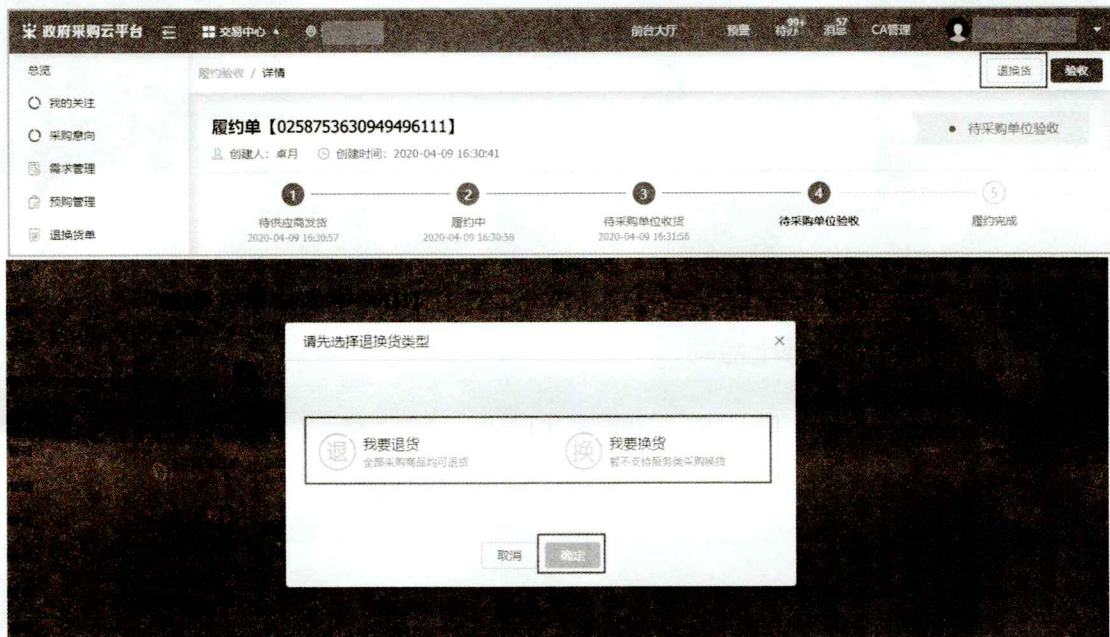 政府采购云平台 交易中心 前台大厅 预警 待办 99+ 消息 57 CA管理
总览
我的关注
采购意向
需求管理
预购管理
退换货单
履约验收 / 详情
退换货 验收
履约单【0258753630949496111】
待采购单位验收
创建人：卓月 创建时间：2020-04-09 16:30:41
1 2 3 4 5
待供应商发货 履约中 待采购单位收货 待采购单位验收 履约完成
2020-04-09 16:30:57 2020-04-09 16:30:58 2020-04-09 16:31:56
请先选择退换货类型
退 我要退货 换 我要换货
全部采购商品均可退货 暂不支持服务类采购换货
取消 确定